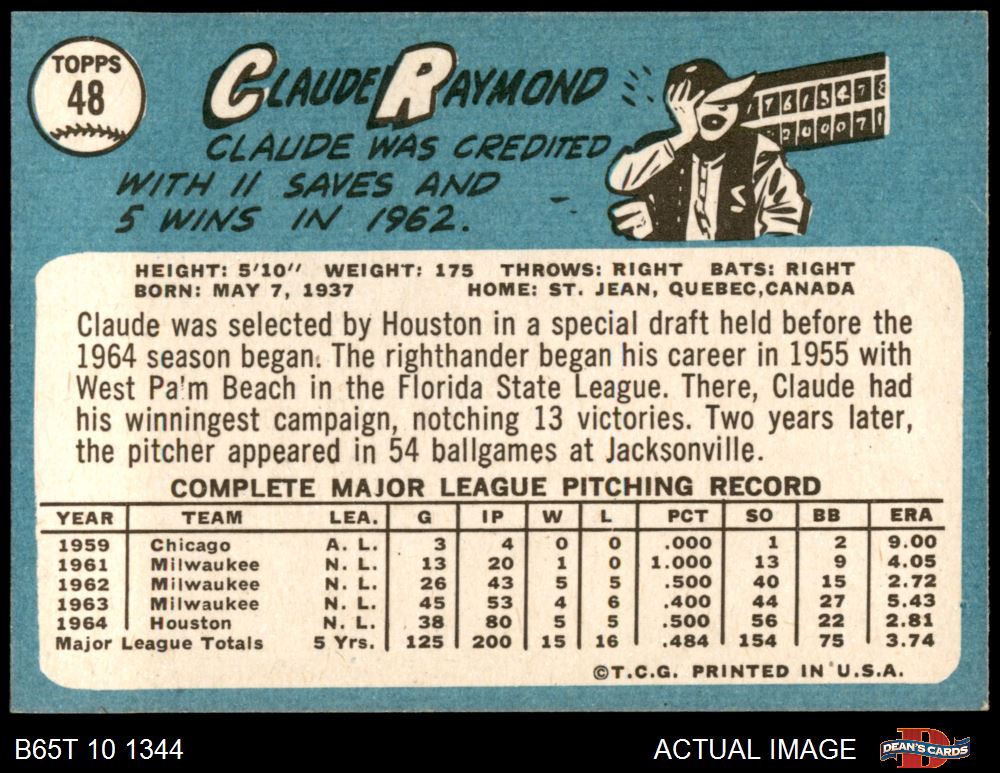 TOPPS
48
CLAUDE RAYMOND
CLAUDE WAS CREDITED
WITH 11 SAVES AND
5 WINS IN 1962.
HEIGHT: 5'10" WEIGHT: 175 THROWS: RIGHT BATS: RIGHT
BORN: MAY 7, 1937 HOME: ST. JEAN, QUEBEC,CANADA
Claude was selected by Houston in a special draft held before the
1964 season began. The righthander began his career in 1955 with
West Pa'm Beach in the Florida State League. There, Claude had
his winningest campaign, notching 13 victories. Two years later,
the pitcher appeared in 54 ballgames at Jacksonville.
COMPLETE MAJOR LEAGUE PITCHING RECORD
YEAR TEAM LEA. G IP W L PCT SO BB ERA
1959 Chicago A. L. 3 4 0 0 .000 1 2 9.00
1961 Milwaukee N. L. 13 20 1 0 1.000 13 9 4.05
1962 Milwaukee N. L. 26 43 5 5 .500 40 15 2.72
1963 Milwaukee N. L. 45 53 4 6 .400 44 27 5.43
1964 Houston N. L. 38 80 5 5 .500 56 22 2.81
Major League Totals 5 Yrs. 125 200 15 16 .484 154 75 3.74
©T.C.G. PRINTED IN U.S.A.
B65T 10 1344 ACTUAL IMAGE DEAN'S CARDS